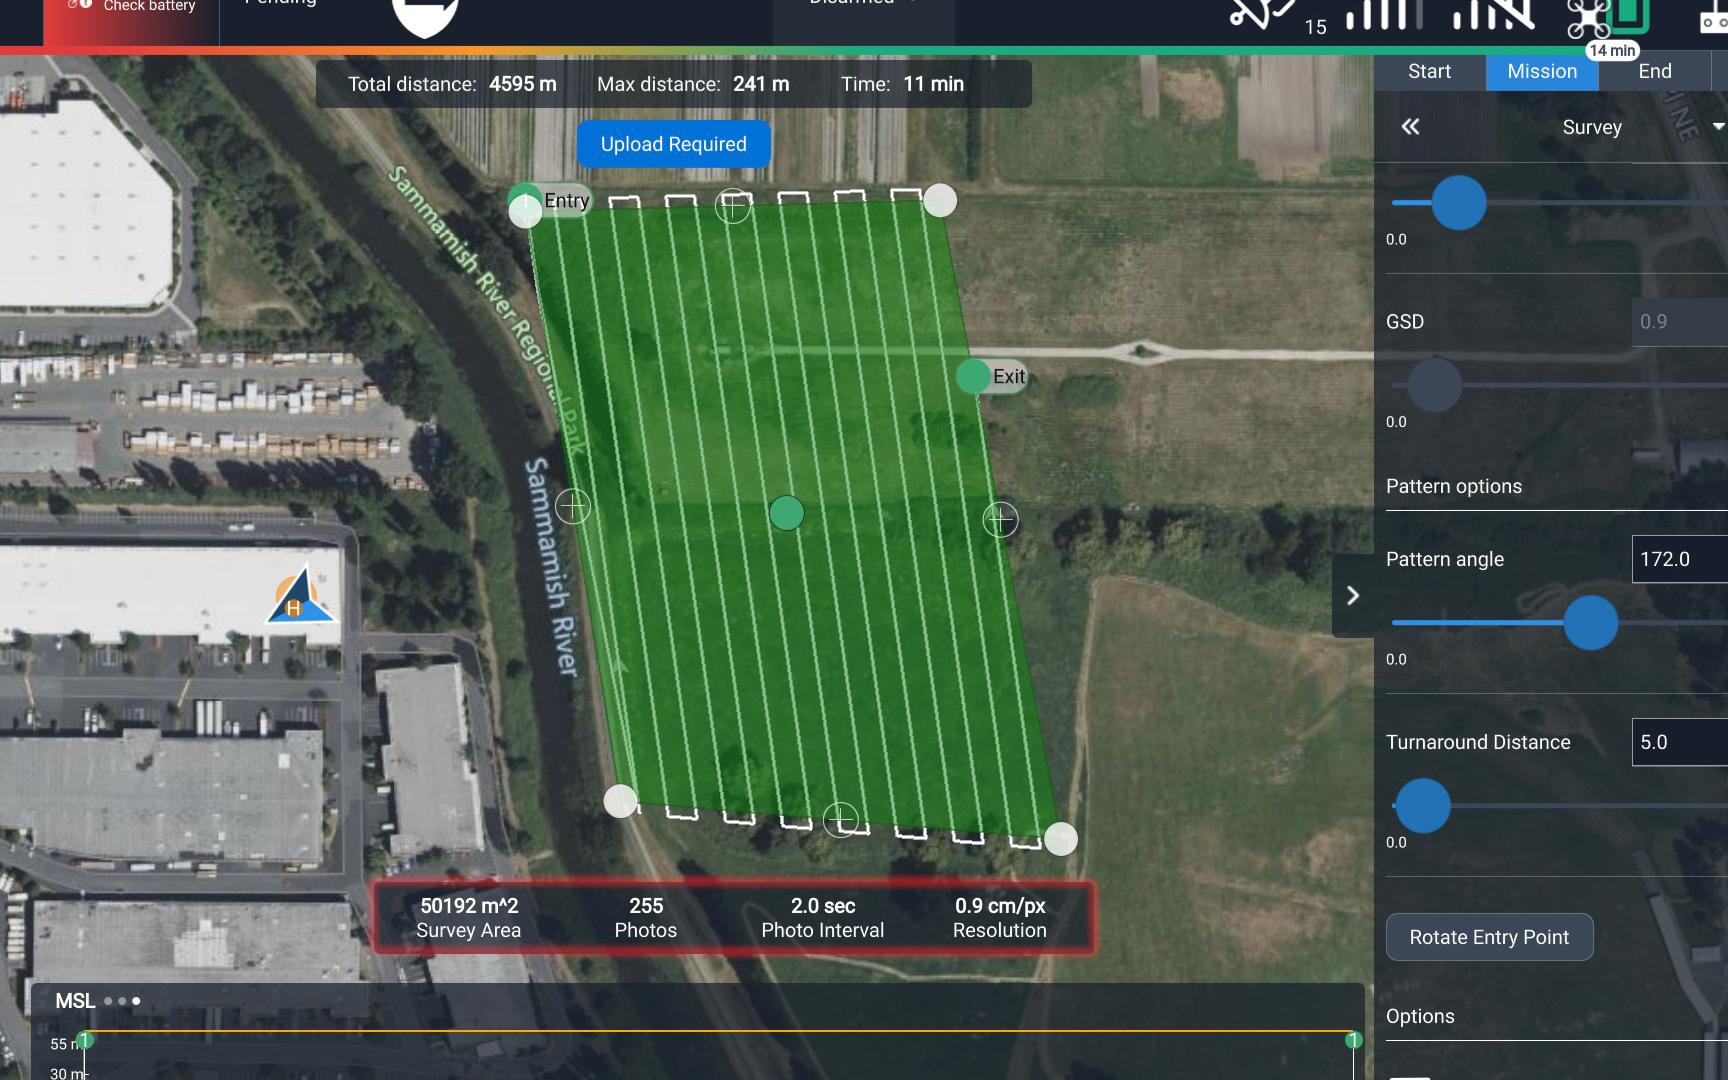 Check battery
Pending
Disarmed
15
14 min
Total distance: 4595 m Max distance: 241 m Time: 11 min
Upload Required
Start Mission End
Survey
Entry
Exit
Sammamish River Regional Park
Sammamish River
H
0.0
GSD 0.9
0.0
Pattern options
Pattern angle 172.0
0.0
Turnaround Distance 5.0
0.0
Rotate Entry Point
Options
50192 m^2 255 2.0 sec 0.9 cm/px
Survey Area Photos Photo Interval Resolution
MSL
55 m
1 1
30 m